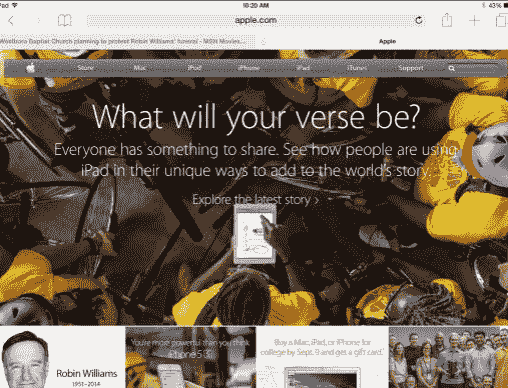 iPad
10:20 AM
43%
apple.com
Westboro Baptist Church planning to protest Robin Williams' funeral - MSN Movies...
Apple
Store Mac iPod iPhone iPad iTunes Support
What will your verse be?
Everyone has something to share. See how people are using
iPad in their unique ways to add to the world's story.
Explore the latest story >
Robin Williams
1951–2014
You're more powerful than you think
iPhone 5s
Buy a Mac, iPad, or iPhone for
college by Sept. 9 and get a gift card.